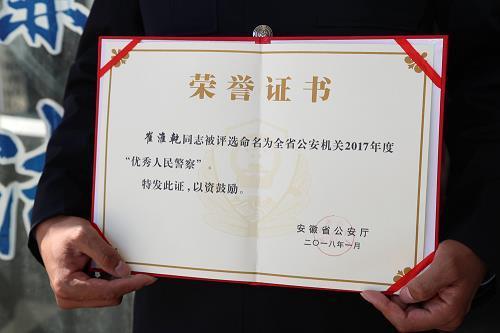 荣誉证书
崔淮乾同志被评选命名为全省公安机关2017年度
“优秀人民警察”。
特发此证，以资鼓励。
安徽省公安厅
二〇一八年一月